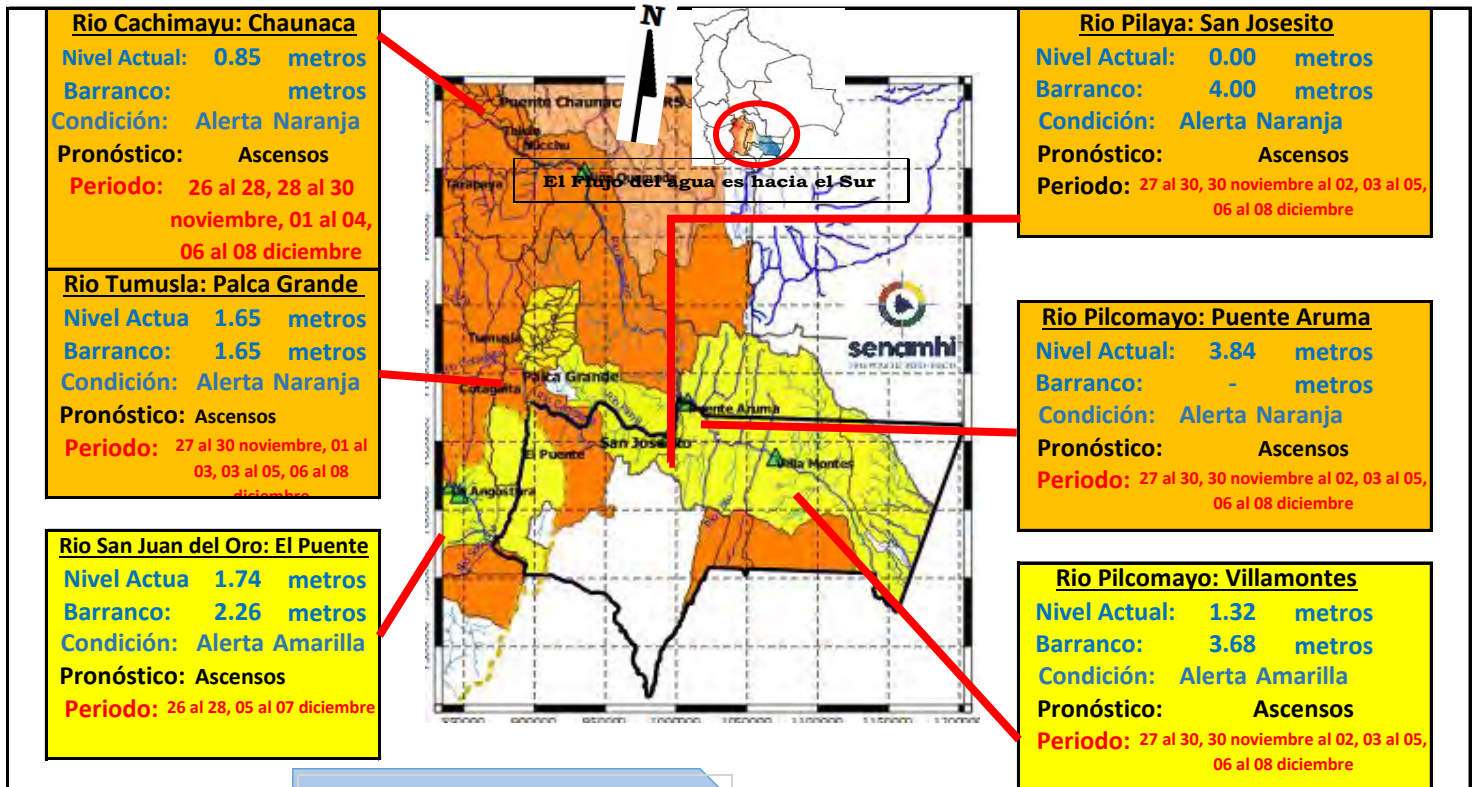 Rio Cachimayu: Chaunaca
Nivel Actual: 0.85 metros
Barranco: metros
Condición: Alerta Naranja
Pronóstico: Ascensos
Periodo: 26 al 28, 28 al 30
noviembre, 01 al 04,
06 al 08 diciembre
Rio Tumusla: Palca Grande
Nivel Actua 1.65 metros
Barranco: 1.65 metros
Condición: Alerta Naranja
Pronóstico: Ascensos
Periodo: 27 al 30 noviembre, 01 al
03, 03 al 05, 06 al 08
diciembre
Rio San Juan del Oro: El Puente
Nivel Actua 1.74 metros
Barranco: 2.26 metros
Condición: Alerta Amarilla
Pronóstico: Ascensos
Periodo: 26 al 28, 05 al 07 diciembre
N
El Flujo del agua es hacia el Sur
Puente Chaunaca
Tarabaya
Tumusla
Palca Grande
Cotagaita
San Josesito
El Puente
Angostura
Puente Aruma
Villa Montes
senamhi
900000
1050000
1100000
1150000
Rio Pilaya: San Josesito
Nivel Actual: 0.00 metros
Barranco: 4.00 metros
Condición: Alerta Naranja
Pronóstico: Ascensos
Periodo: 27 al 30, 30 noviembre al 02, 03 al 05,
06 al 08 diciembre
Rio Pilcomayo: Puente Aruma
Nivel Actual: 3.84 metros
Barranco: - metros
Condición: Alerta Naranja
Pronóstico: Ascensos
Periodo: 27 al 30, 30 noviembre al 02, 03 al 05,
06 al 08 diciembre
Rio Pilcomayo: Villamontes
Nivel Actual: 1.32 metros
Barranco: 3.68 metros
Condición: Alerta Amarilla
Pronóstico: Ascensos
Periodo: 27 al 30, 30 noviembre al 02, 03 al 05,
06 al 08 diciembre